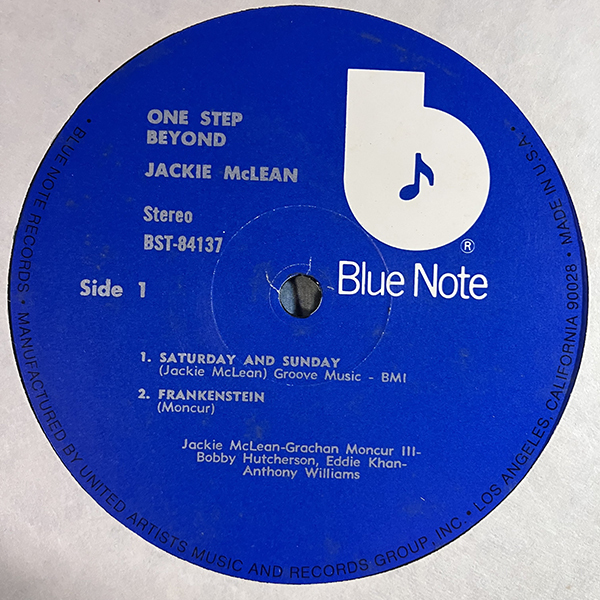 ONE STEP
BEYOND
JACKIE McLEAN
Stereo
BST-84137
Side 1
b
®
Blue Note
1. SATURDAY AND SUNDAY
(Jackie McLean) Groove Music - BMI
2. FRANKENSTEIN
(Moncur)
Jackie McLean-Grachan Moncur III-
Bobby Hutcherson, Eddie Khan-
Anthony Williams
• BLUE NOTE RECORDS • MANUFACTURED BY UNITED ARTISTS MUSIC AND RECORDS GROUP, INC. • LOS ANGELES, CALIFORNIA 90028 • MADE IN U.S.A. •